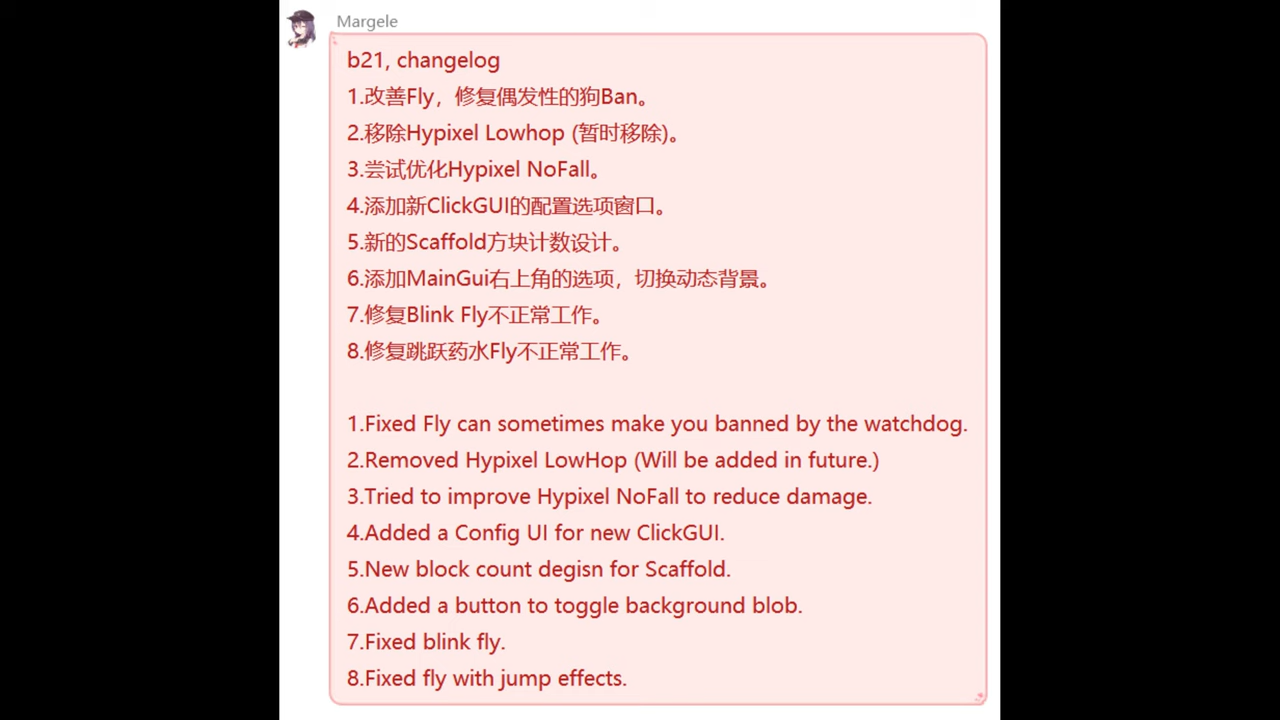 Margele
b21, changelog
1.改善Fly，修复偶发性的狗Ban。
2.移除Hypixel Lowhop (暂时移除)。
3.尝试优化Hypixel NoFall。
4.添加新ClickGUI的配置选项窗口。
5.新的Scaffold方块计数设计。
6.添加MainGui右上角的选项，切换动态背景。
7.修复Blink Fly不正常工作。
8.修复跳跃药水Fly不正常工作。
1.Fixed Fly can sometimes make you banned by the watchdog.
2.Removed Hypixel LowHop (Will be added in future.)
3.Tried to improve Hypixel NoFall to reduce damage.
4.Added a Config UI for new ClickGUI.
5.New block count degisn for Scaffold.
6.Added a button to toggle background blob.
7.Fixed blink fly.
8.Fixed fly with jump effects.